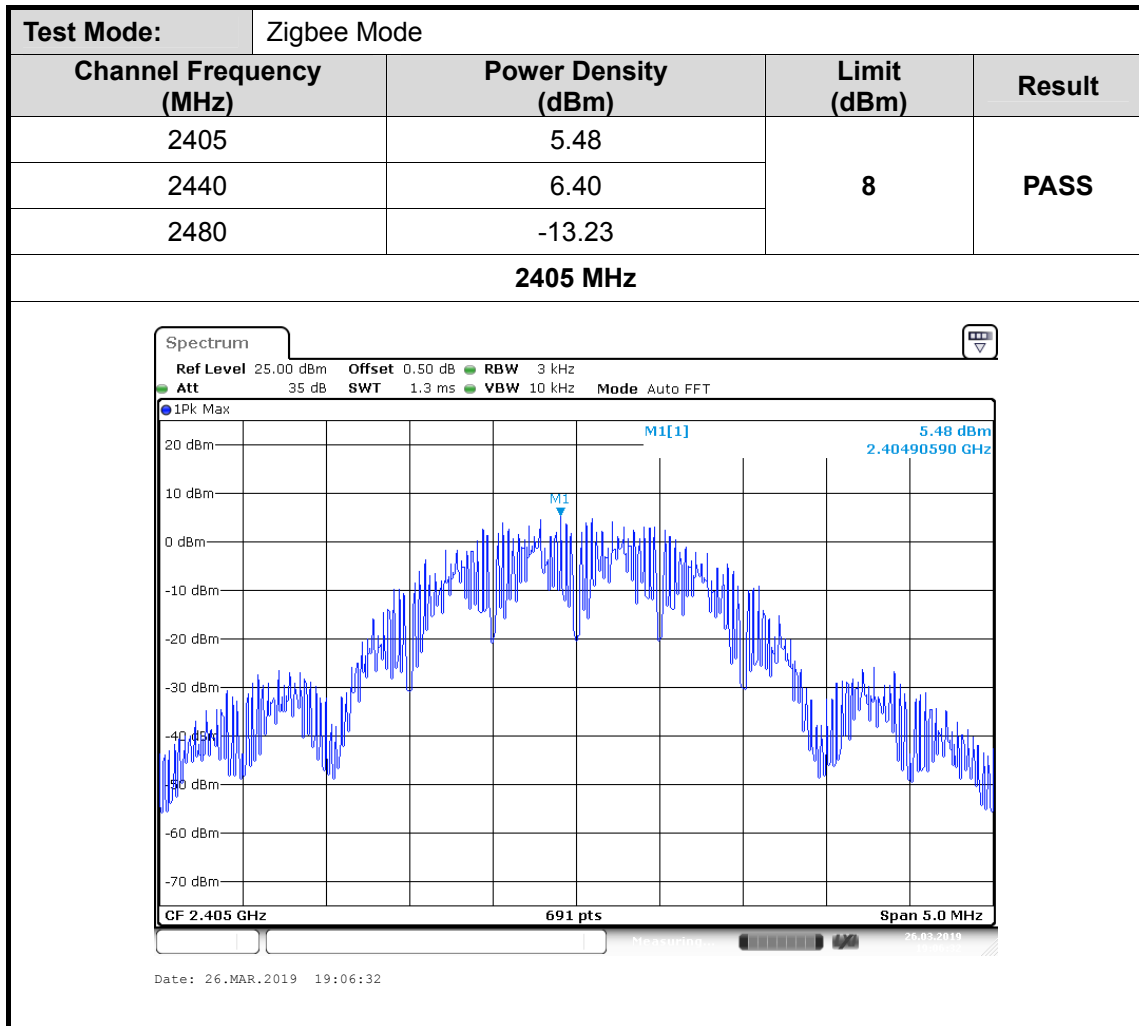 Test Mode: Zigbee Mode
Channel Frequency (MHz) Power Density (dBm) Limit (dBm) Result
2405 5.48
2440 6.40 8 PASS
2480 -13.23
2405 MHz
Spectrum
Ref Level 25.00 dBm Offset 0.50 dB RBW 3 kHz
Att 35 dB SWT 1.3 ms VBW 10 kHz Mode Auto FFT
1Pk Max
M1[1] 5.48 dBm
2.40490590 GHz
20 dBm
10 dBm
M1
0 dBm
-10 dBm
-20 dBm
-30 dBm
-40 dBm
-50 dBm
-60 dBm
-70 dBm
CF 2.405 GHz 691 pts Span 5.0 MHz
Measuring... 26.03.2019
Date: 26.MAR.2019 19:06:32